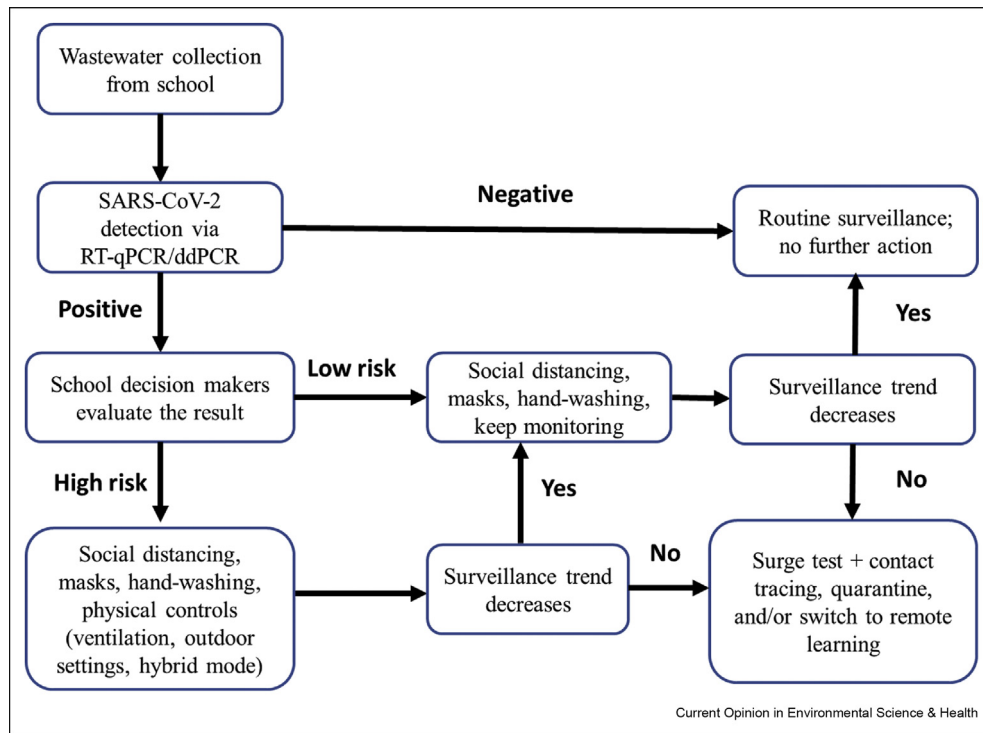 Wastewater collection
from school
SARS-CoV-2
detection via
RT-qPCR/ddPCR
Negative
Routine surveillance;
no further action
Positive
Yes
School decision makers
evaluate the result
Low risk
Social distancing,
masks, hand-washing,
keep monitoring
Surveillance trend
decreases
High risk
Yes
No
Social distancing,
masks, hand-washing,
physical controls
(ventilation, outdoor
settings, hybrid mode)
Surveillance trend
decreases
No
Surge test + contact
tracing, quarantine,
and/or switch to remote
learning
Current Opinion in Environmental Science & Health